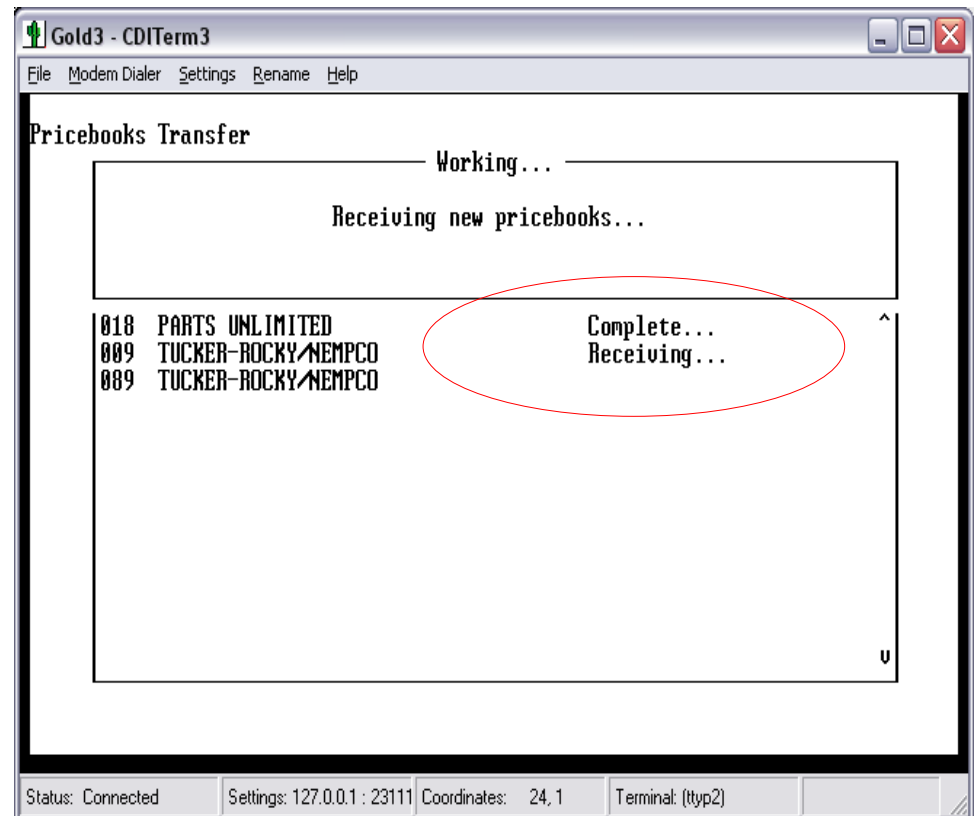 Gold3 - CDITerm3
File Modem Dialer Settings Rename Help
Pricebooks Transfer
Working...
Receiving new pricebooks...
018 PARTS UNLIMITED Complete...
009 TUCKER-ROCKY/NEMPCO Receiving...
089 TUCKER-ROCKY/NEMPCO
Status: Connected Settings: 127.0.0.1 : 23111 Coordinates: 24, 1 Terminal: (ttyp2)